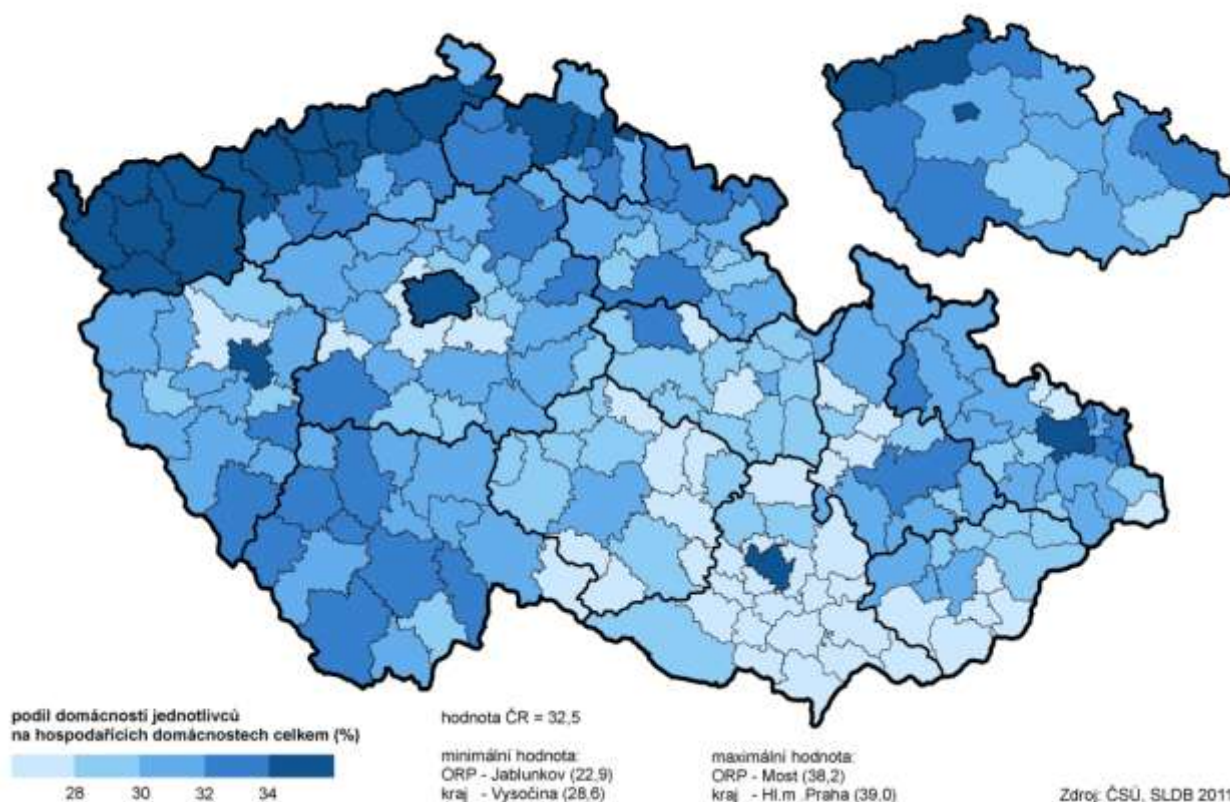 podíl domácností jednotlivců
na hospodařících domácnostech celkem (%)
28 30 32 34
hodnota ČR = 32,5
minimální hodnota:
ORP - Jablunkov (22,9)
kraj - Vysočina (28,6)
maximální hodnota:
ORP - Most (38,2)
kraj - Hl.m .Praha (39,0)
Zdroj: ČSÚ, SLDB 2011